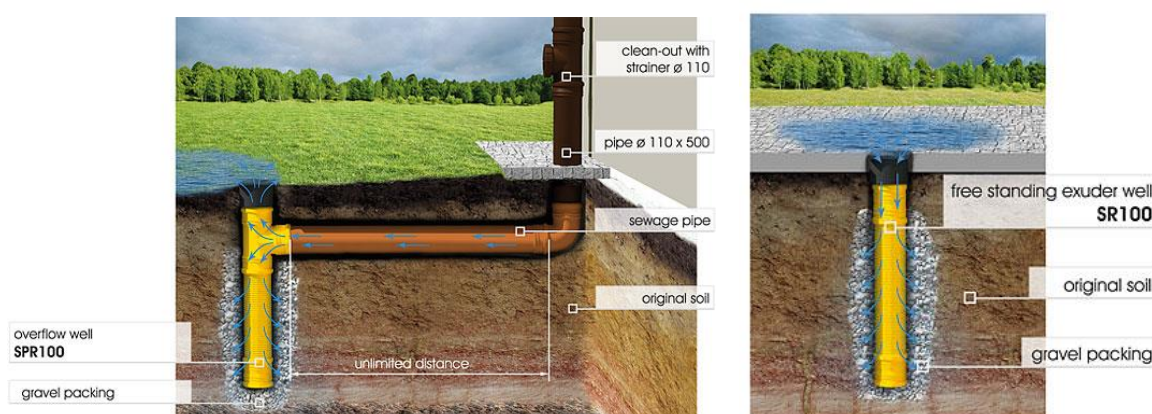 clean-out with
strainer ø 110
pipe ø 110 x 500
sewage pipe
original soil
overflow well
SPR100
unlimited distance
gravel packing
free standing exuder well
SR100
original soil
gravel packing